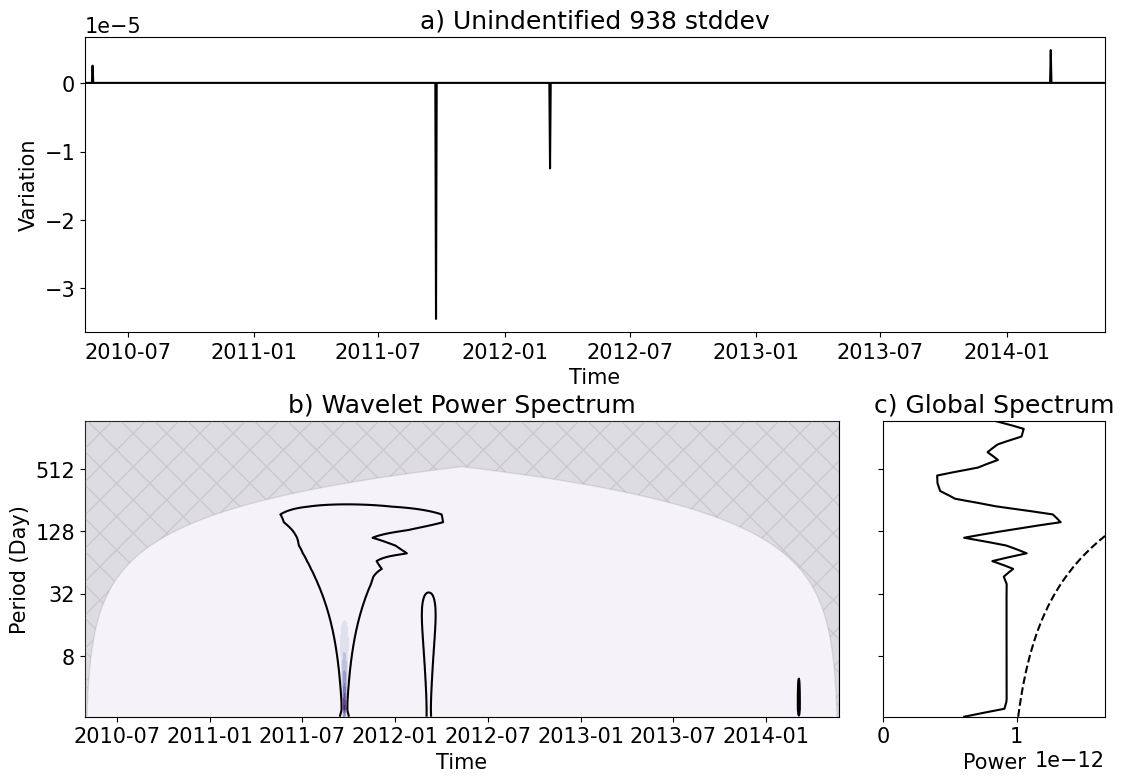 a) Unidentified 938 stddev
1e−5
0
−1
−2
−3
Variation
2010-07 2011-01 2011-07 2012-01 2012-07 2013-01 2013-07 2014-01
Time
b) Wavelet Power Spectrum
512
128
32
8
Period (Day)
2010-07 2011-01 2011-07 2012-01 2012-07 2013-01 2013-07 2014-01
Time
c) Global Spectrum
0 1
Power 1e−12